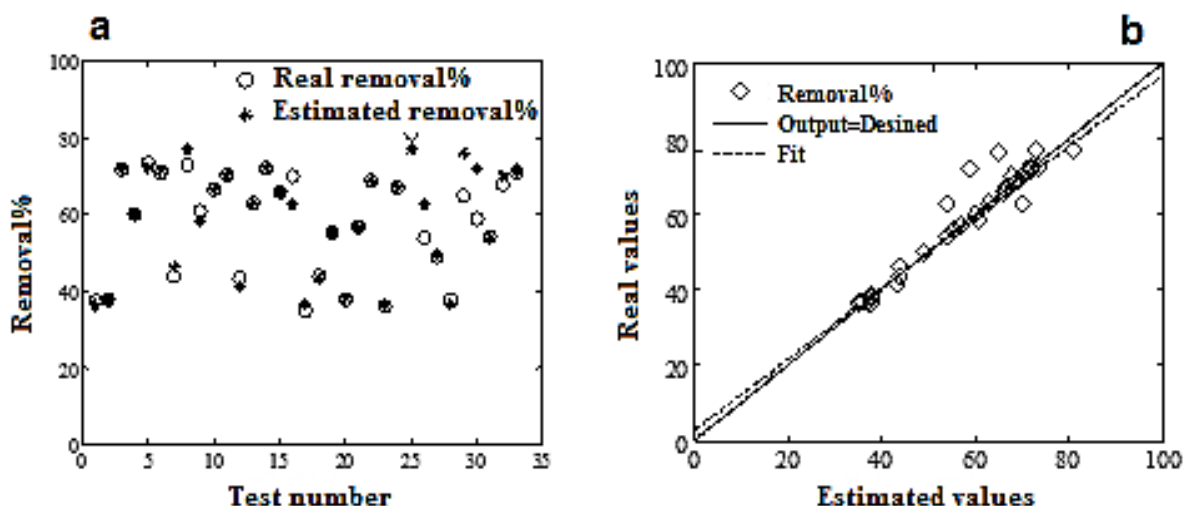 a
Removal%
100
80
60
40
20
0
Real removal%
Estimated removal%
0 5 10 15 20 25 30 35
Test number
b
Real values
100
80
60
40
20
0
Removal%
Output=Desined
Fit
0 20 40 60 80 100
Estimated values